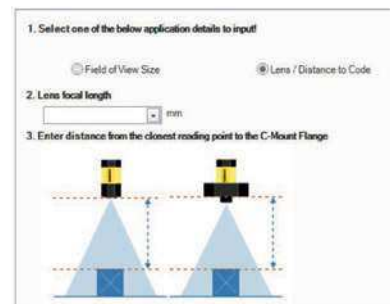 1. Select one of the below application details to input!
Field of View Size
Lens / Distance to Code
2. Lens focal length
mm
3. Enter distance from the closest reading point to the C-Mount Flange